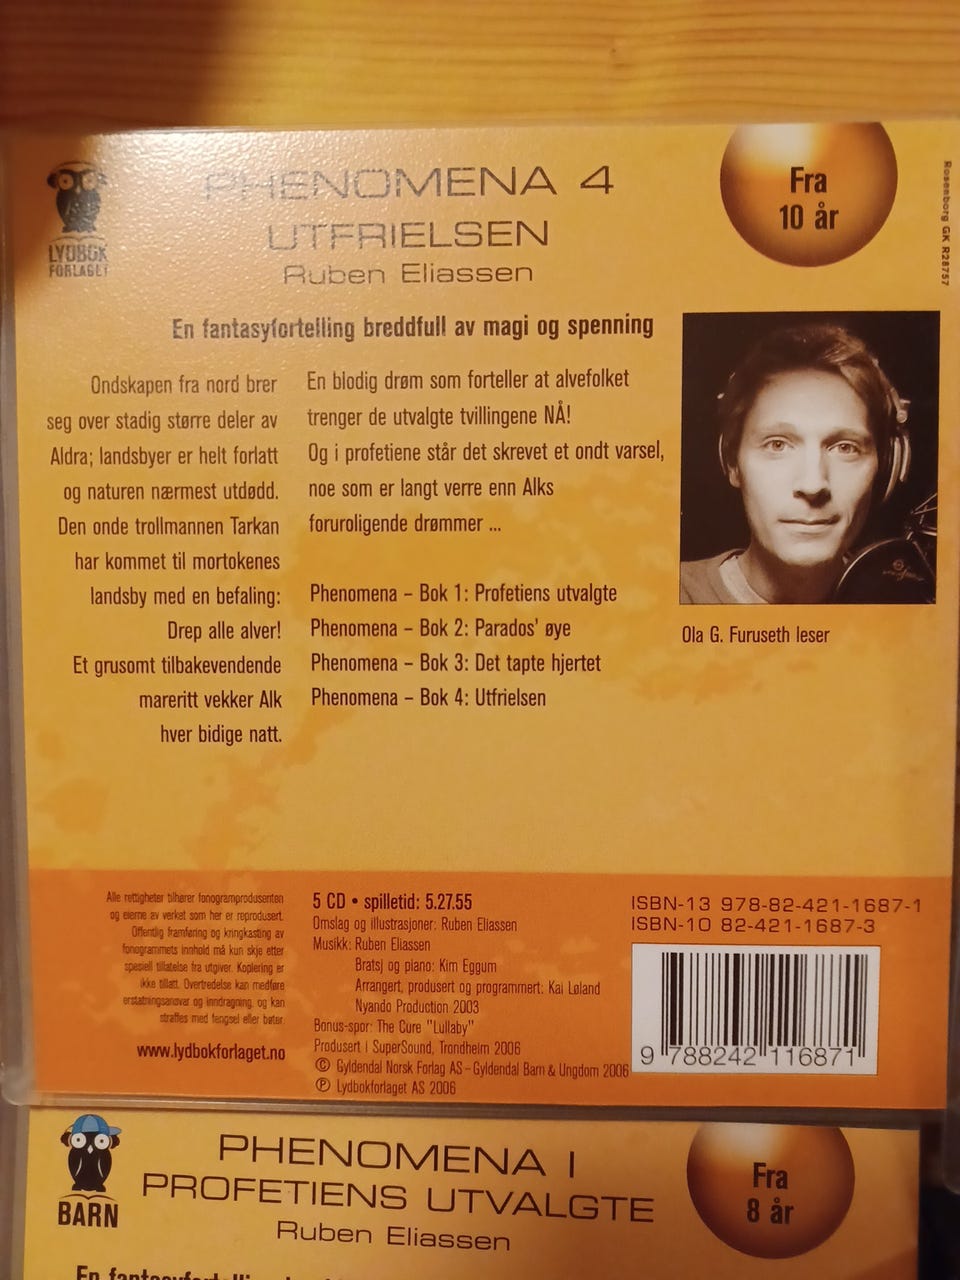 LYDBOK
FORLAGET
PHENOMENA 4
UTFRIELSEN
Ruben Eliassen
Fra
10 år
Rosenborg GK R28757
En fantasyfortelling breddfull av magi og spenning
Ondskapen fra nord brer
seg over stadig større deler av
Aldra; landsbyer er helt forlatt
og naturen nærmest utdødd.
Den onde trollmannen Tarkan
har kommet til mortokenes
landsby med en befaling:
Drep alle alver!
Et grusomt tilbakevendende
mareritt vekker Alk
hver bidige natt.
En blodig drøm som forteller at alvefolket
trenger de utvalgte tvillingene NÅ!
Og i profetiene står det skrevet et ondt varsel,
noe som er langt verre enn Alks
foruroligende drømmer ...
Phenomena – Bok 1: Profetiens utvalgte
Phenomena – Bok 2: Parados' øye
Phenomena – Bok 3: Det tapte hjertet
Phenomena – Bok 4: Utfrielsen
Ola G. Furuseth leser
Alle rettigheter tilhører fonogramprodusenten
og eierne av verket som her er reprodusert.
Offentlig framføring og kringkasting av
fonogrammets innhold må kun skje etter
spesiell tillatelse fra utgiver. Kopiering er
ikke tillatt. Overtredelse kan medføre
erstatningsansvar og inndragning, og kan
straffes med fengsel eller bøter.
www.lydbokforlaget.no
5 CD • spilletid: 5.27.55
Omslag og illustrasjoner: Ruben Eliassen
Musikk: Ruben Eliassen
Bratsj og piano: Kim Eggum
Arrangert, produsert og programmert: Kai Løland
Nyando Production 2003
Bonus-spor: The Cure "Lullaby"
Produsert i SuperSound, Trondheim 2006
© Gyldendal Norsk Forlag AS – Gyldendal Barn & Ungdom 2006
℗ Lydbokforlaget AS 2006
ISBN-13 978-82-421-1687-1
ISBN-10 82-421-1687-3
9 788242 116871
BARN
PHENOMENA I
PROFETIENS UTVALGTE
Ruben Eliassen
Fra
8 år
En fantasyfortelling